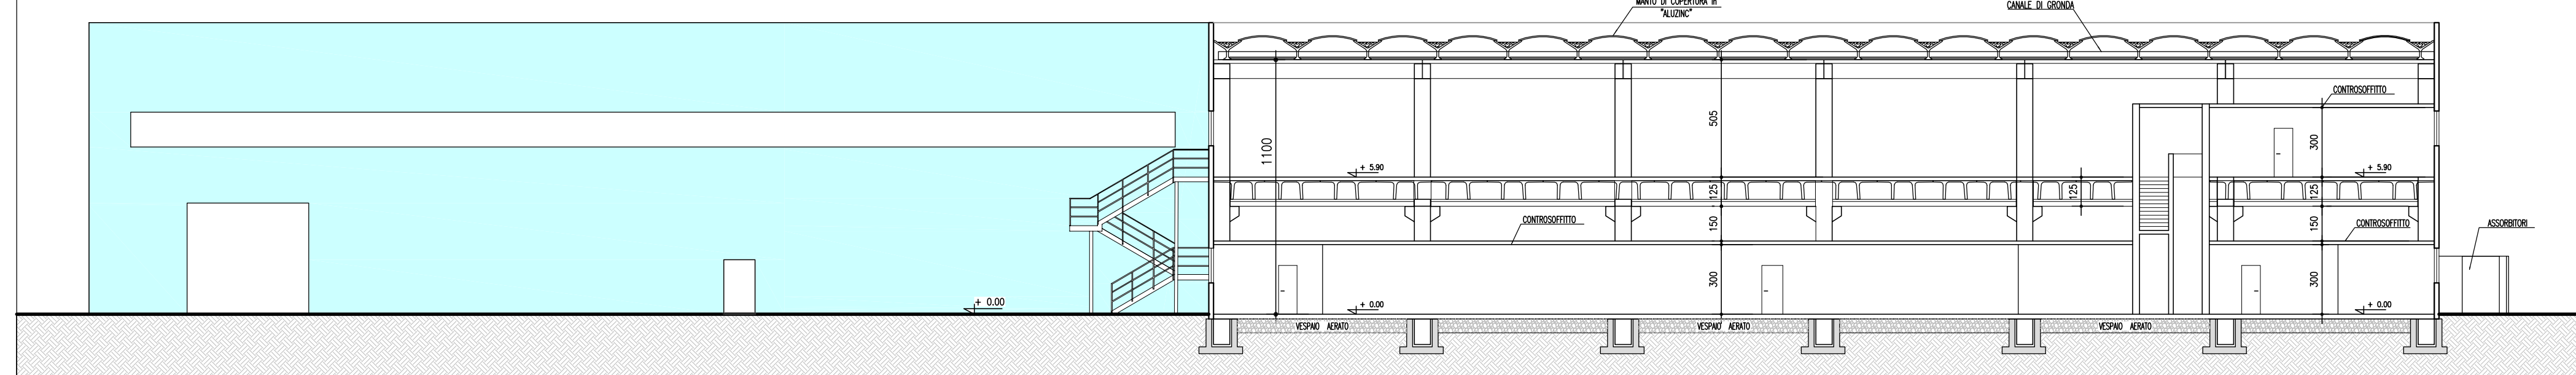 MANTO DI COPERTURA in
"ALUZINC"
CANALE DI GRONDA
CONTROSOFFITTO
1100
505
300
+ 5.90
+ 5.90
125
125
125
CONTROSOFFITTO
150
150
CONTROSOFFITTO
ASSORBITORI
300
300
+ 0.00
+ 0.00
+ 0.00
VESPAIO AERATO
VESPAIO AERATO
VESPAIO AERATO